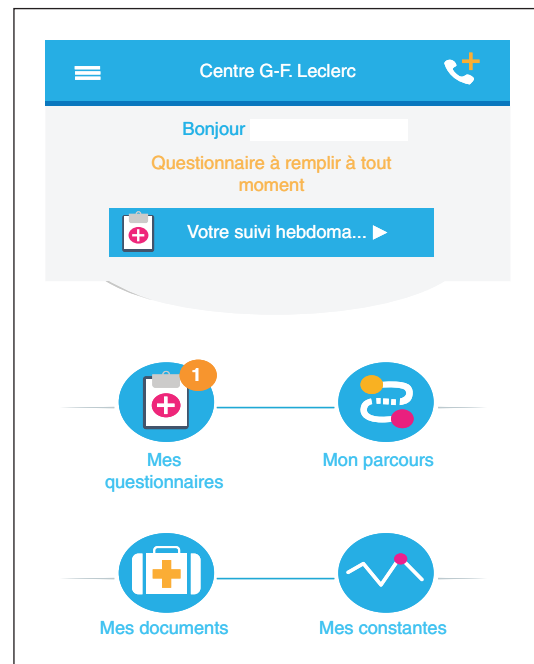 Centre G-F. Leclerc
Bonjour
Questionnaire à remplir à tout
moment
Votre suivi hebdoma... ►
1
Mes
questionnaires
Mon parcours
Mes documents
Mes constantes